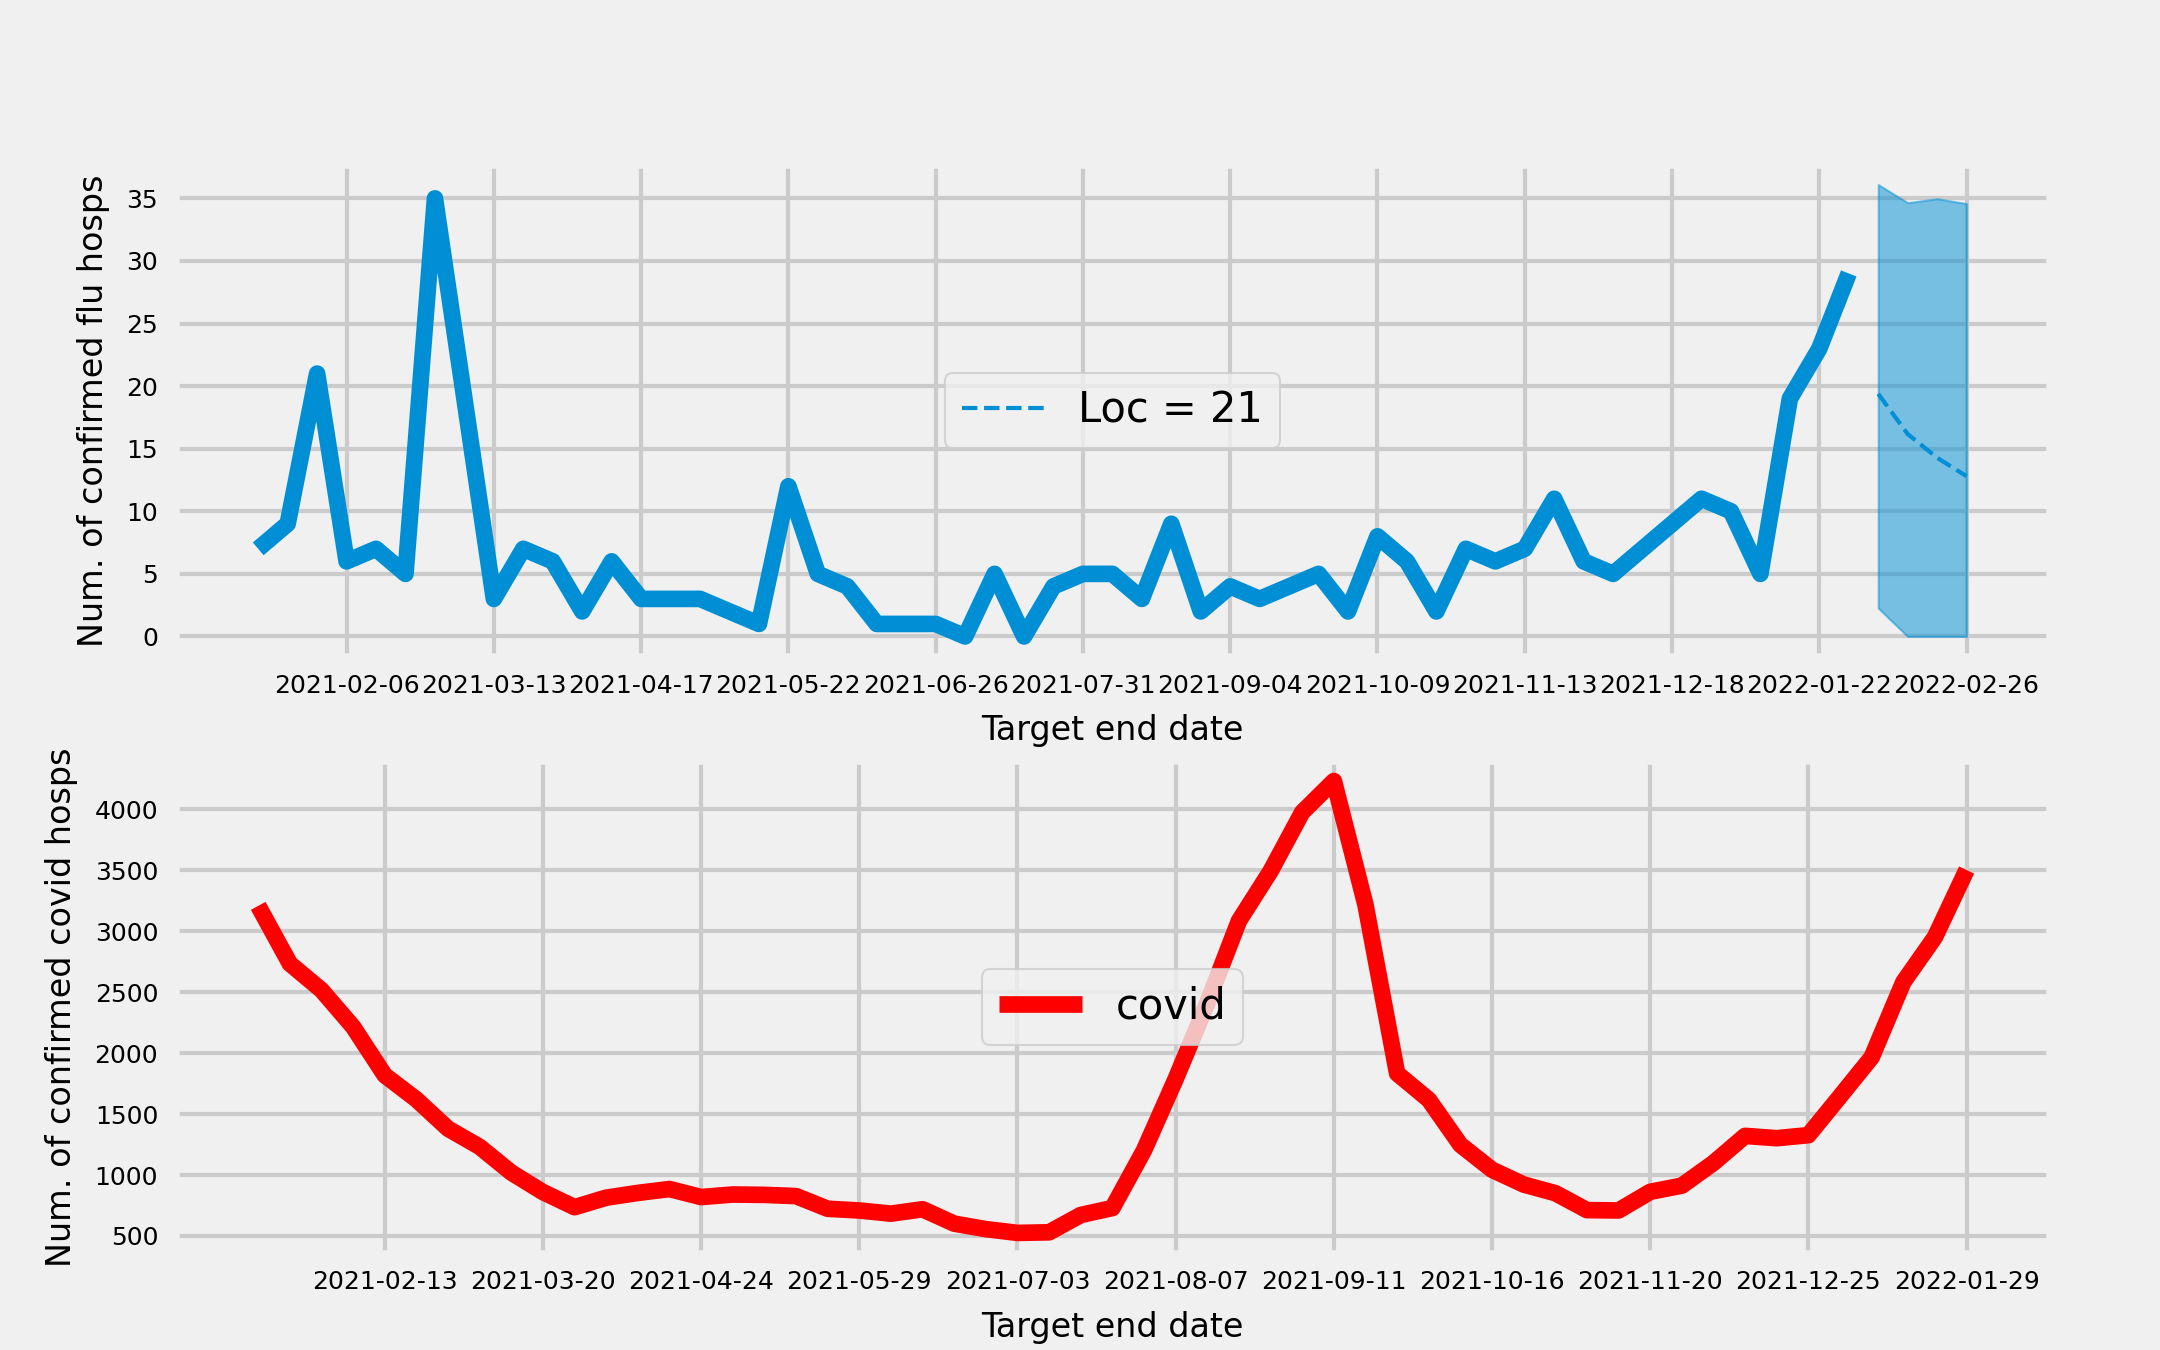 Num. of confirmed flu hosps
35
30
25
20
15
10
5
0
Loc = 21
2021-02-06 2021-03-13 2021-04-17 2021-05-22 2021-06-26 2021-07-31 2021-09-04 2021-10-09 2021-11-13 2021-12-18 2022-01-22 2022-02-26
Target end date
Num. of confirmed covid hosps
4000
3500
3000
2500
2000
1500
1000
500
covid
2021-02-13 2021-03-20 2021-04-24 2021-05-29 2021-07-03 2021-08-07 2021-09-11 2021-10-16 2021-11-20 2021-12-25 2022-01-29
Target end date